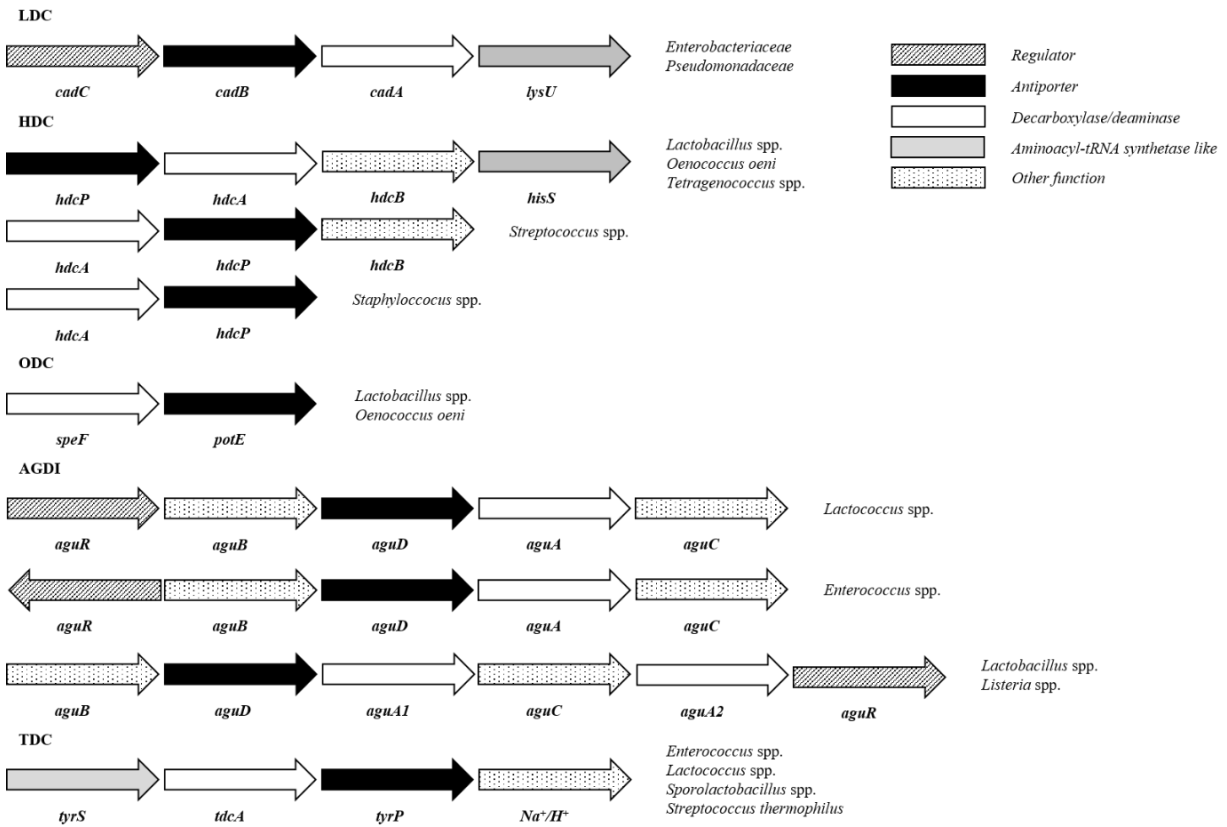 LDC
cadC cadB cadA lysU
Enterobacteriaceae
Pseudomonadaceae
HDC
hdcP hdcA hdcB hisS
Lactobacillus spp.
Oenococcus oeni
Tetragenococcus spp.
hdcA hdcP hdcB
Streptococcus spp.
hdcA hdcP
Staphyloccocus spp.
ODC
speF potE
Lactobacillus spp.
Oenococcus oeni
AGDI
aguR aguB aguD aguA aguC
Lactococcus spp.
aguR aguB aguD aguA aguC
Enterococcus spp.
aguB aguD aguA1 aguC aguA2 aguR
Lactobacillus spp.
Listeria spp.
TDC
tyrS tdcA tyrP Na⁺/H⁺
Enterococcus spp.
Lactococcus spp.
Sporolactobacillus spp.
Streptococcus thermophilus
Regulator
Antiporter
Decarboxylase/deaminase
Aminoacyl-tRNA synthetase like
Other function